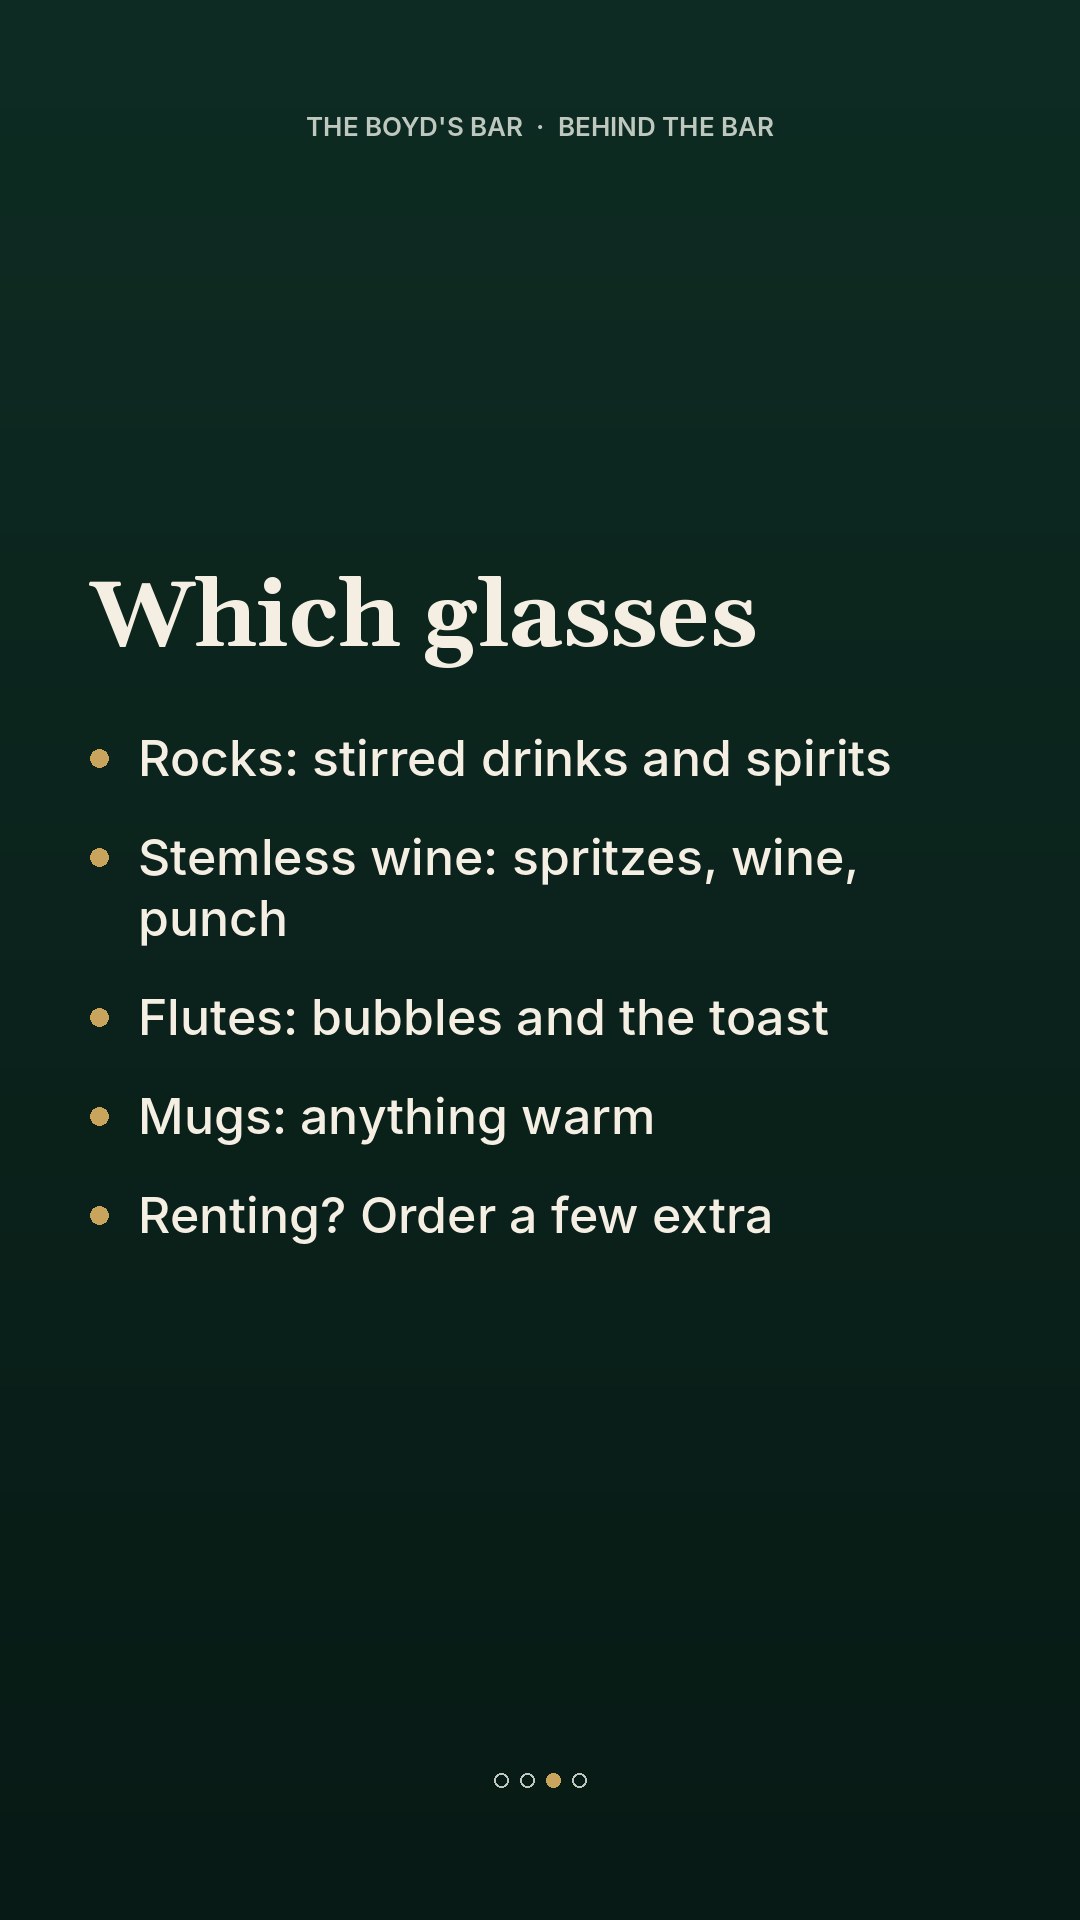 THE BOYD'S BAR · BEHIND THE BAR
Which glasses
Rocks: stirred drinks and spirits
Stemless wine: spritzes, wine,
punch
Flutes: bubbles and the toast
Mugs: anything warm
Renting? Order a few extra